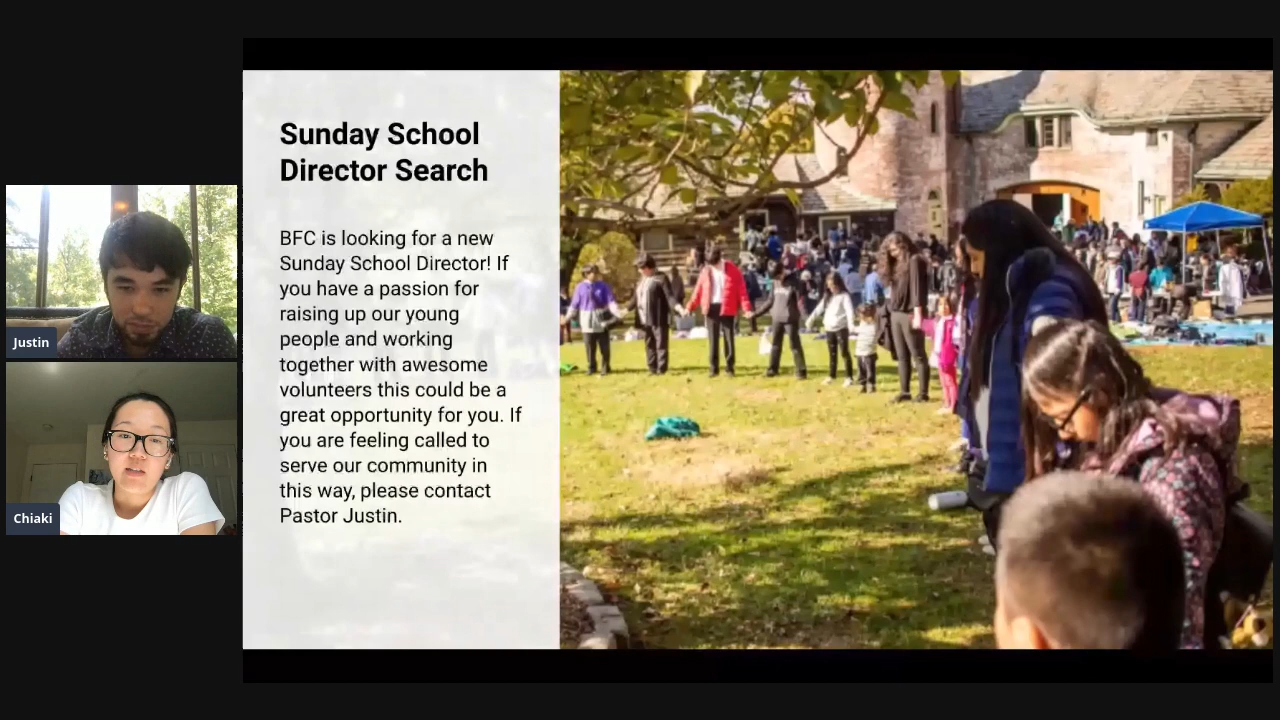 Sunday School
Director Search
BFC is looking for a new
Sunday School Director! If
you have a passion for
raising up our young
people and working
together with awesome
volunteers this could be a
great opportunity for you. If
you are feeling called to
serve our community in
this way, please contact
Pastor Justin.
Justin
Chiaki